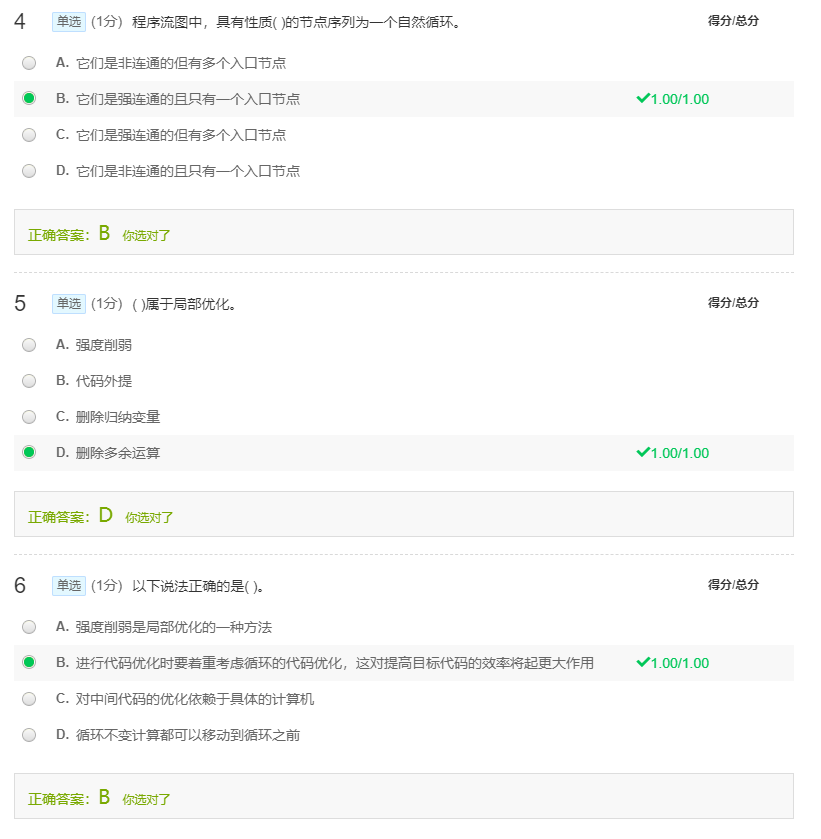 4 单选 (1分) 程序流图中，具有性质( )的节点序列为一个自然循环。 得分/总分
A. 它们是非连通的但有多个入口节点
B. 它们是强连通的且只有一个入口节点 1.00/1.00
C. 它们是强连通的但有多个入口节点
D. 它们是非连通的且只有一个入口节点
正确答案：B 你选对了
5 单选 (1分) ( )属于局部优化。 得分/总分
A. 强度削弱
B. 代码外提
C. 删除归纳变量
D. 删除多余运算 1.00/1.00
正确答案：D 你选对了
6 单选 (1分) 以下说法正确的是( )。 得分/总分
A. 强度削弱是局部优化的一种方法
B. 进行代码优化时要着重考虑循环的代码优化，这对提高目标代码的效率将起更大作用 1.00/1.00
C. 对中间代码的优化依赖于具体的计算机
D. 循环不变计算都可以移动到循环之前
正确答案：B 你选对了